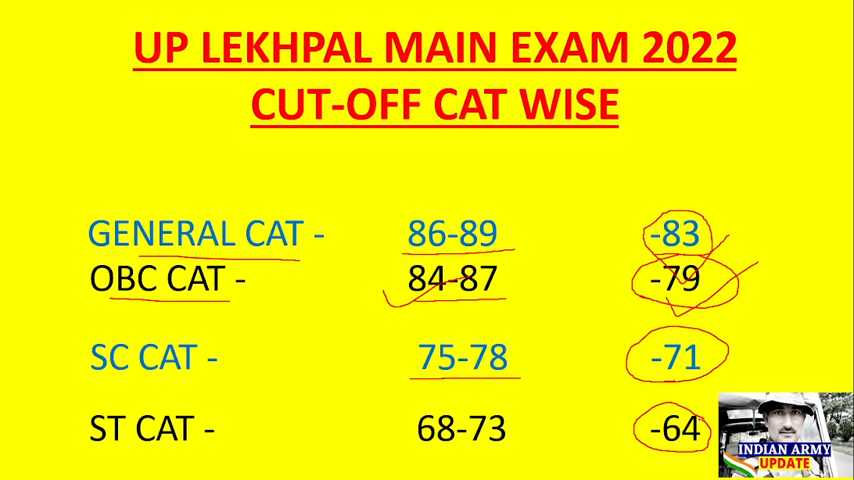 UP LEKHPAL MAIN EXAM 2022
CUT-OFF CAT WISE
GENERAL CAT - 86-89 -83
OBC CAT - 84-87 -79
SC CAT - 75-78 -71
ST CAT - 68-73 -64
INDIAN ARMY
UPDATE